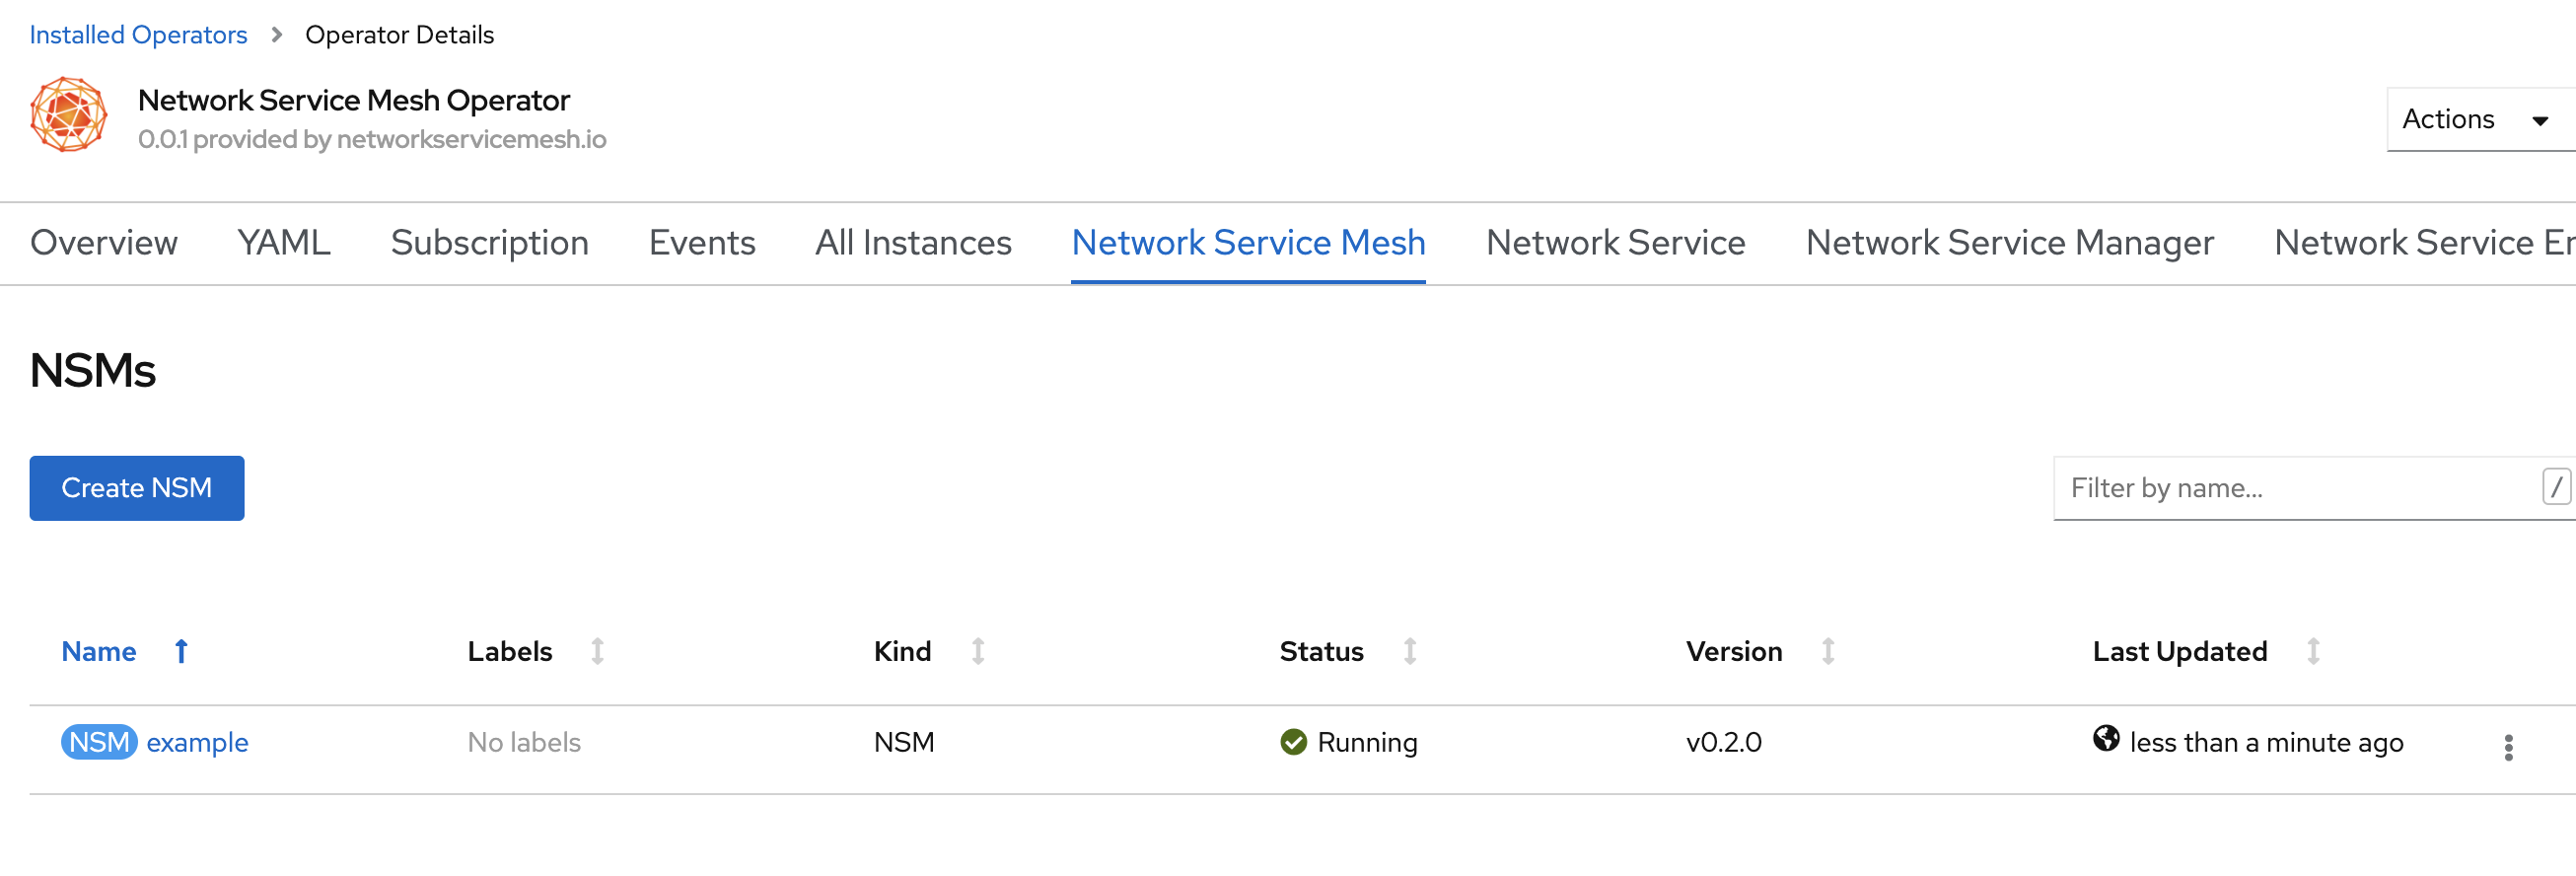 Installed Operators > Operator Details
Network Service Mesh Operator
0.0.1 provided by networkservicemesh.io
Actions
Overview YAML Subscription Events All Instances Network Service Mesh Network Service Network Service Manager Network Service
NSMs
Create NSM
Filter by name... /
Name Labels Kind Status Version Last Updated
NSM example No labels NSM Running v0.2.0 less than a minute ago